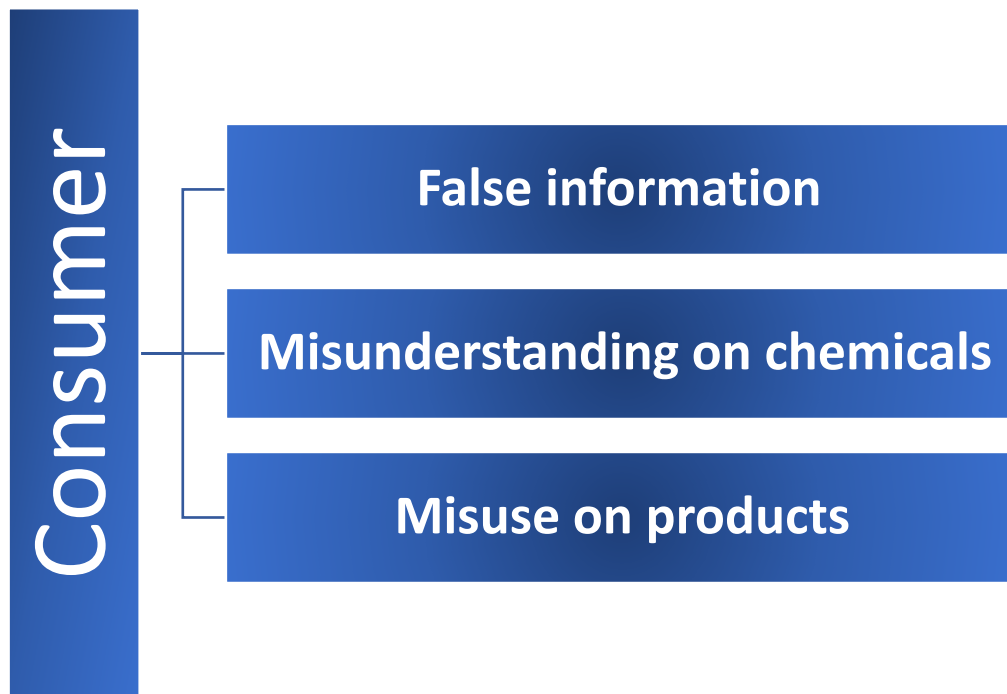 Consumer
False information
Misunderstanding on chemicals
Misuse on products